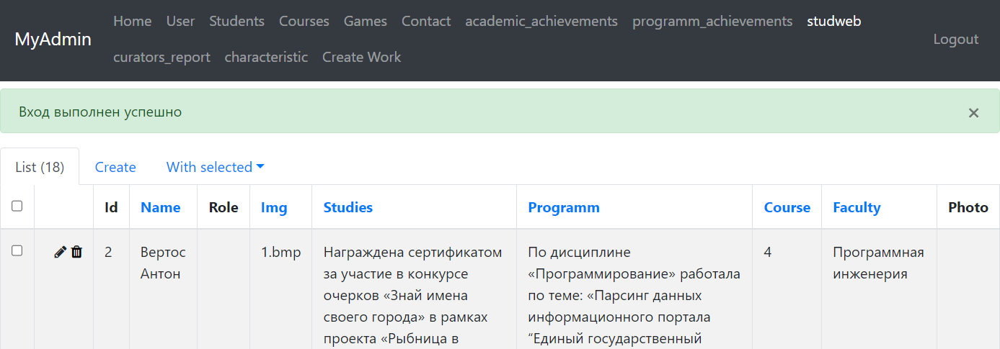 Home User Students Courses Games Contact academic_achievements programm_achievements studweb
MyAdmin
Logout
curators_report characteristic Create Work
Вход выполнен успешно ×
List (18) Create With selected
Id Name Role Img Studies Programm Course Faculty Photo
2 Вертос 1.bmp Награждена сертификатом По дисциплине 4 Программная
Антон за участие в конкурсе «Программирование» работала инженерия
очерков «Знай имена по теме: «Парсинг данных
своего города» в рамках информационного портала
проекта «Рыбница в “Единый государственный